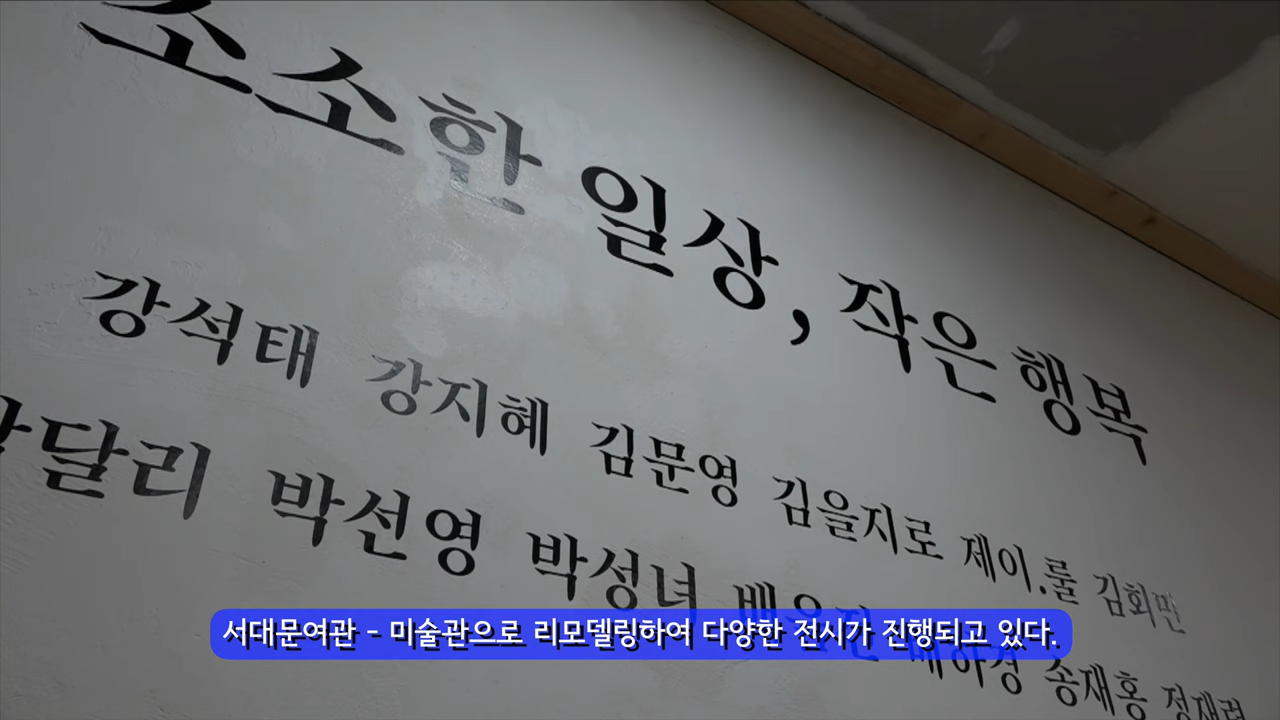 소소한 일상, 작은 행복
강석태 강지혜 김문영 김을지로 제이.룰 김회민
달리 박선영 박성녀 송재홍
서대문여관 - 미술관으로 리모델링하여 다양한 전시가 진행되고 있다.